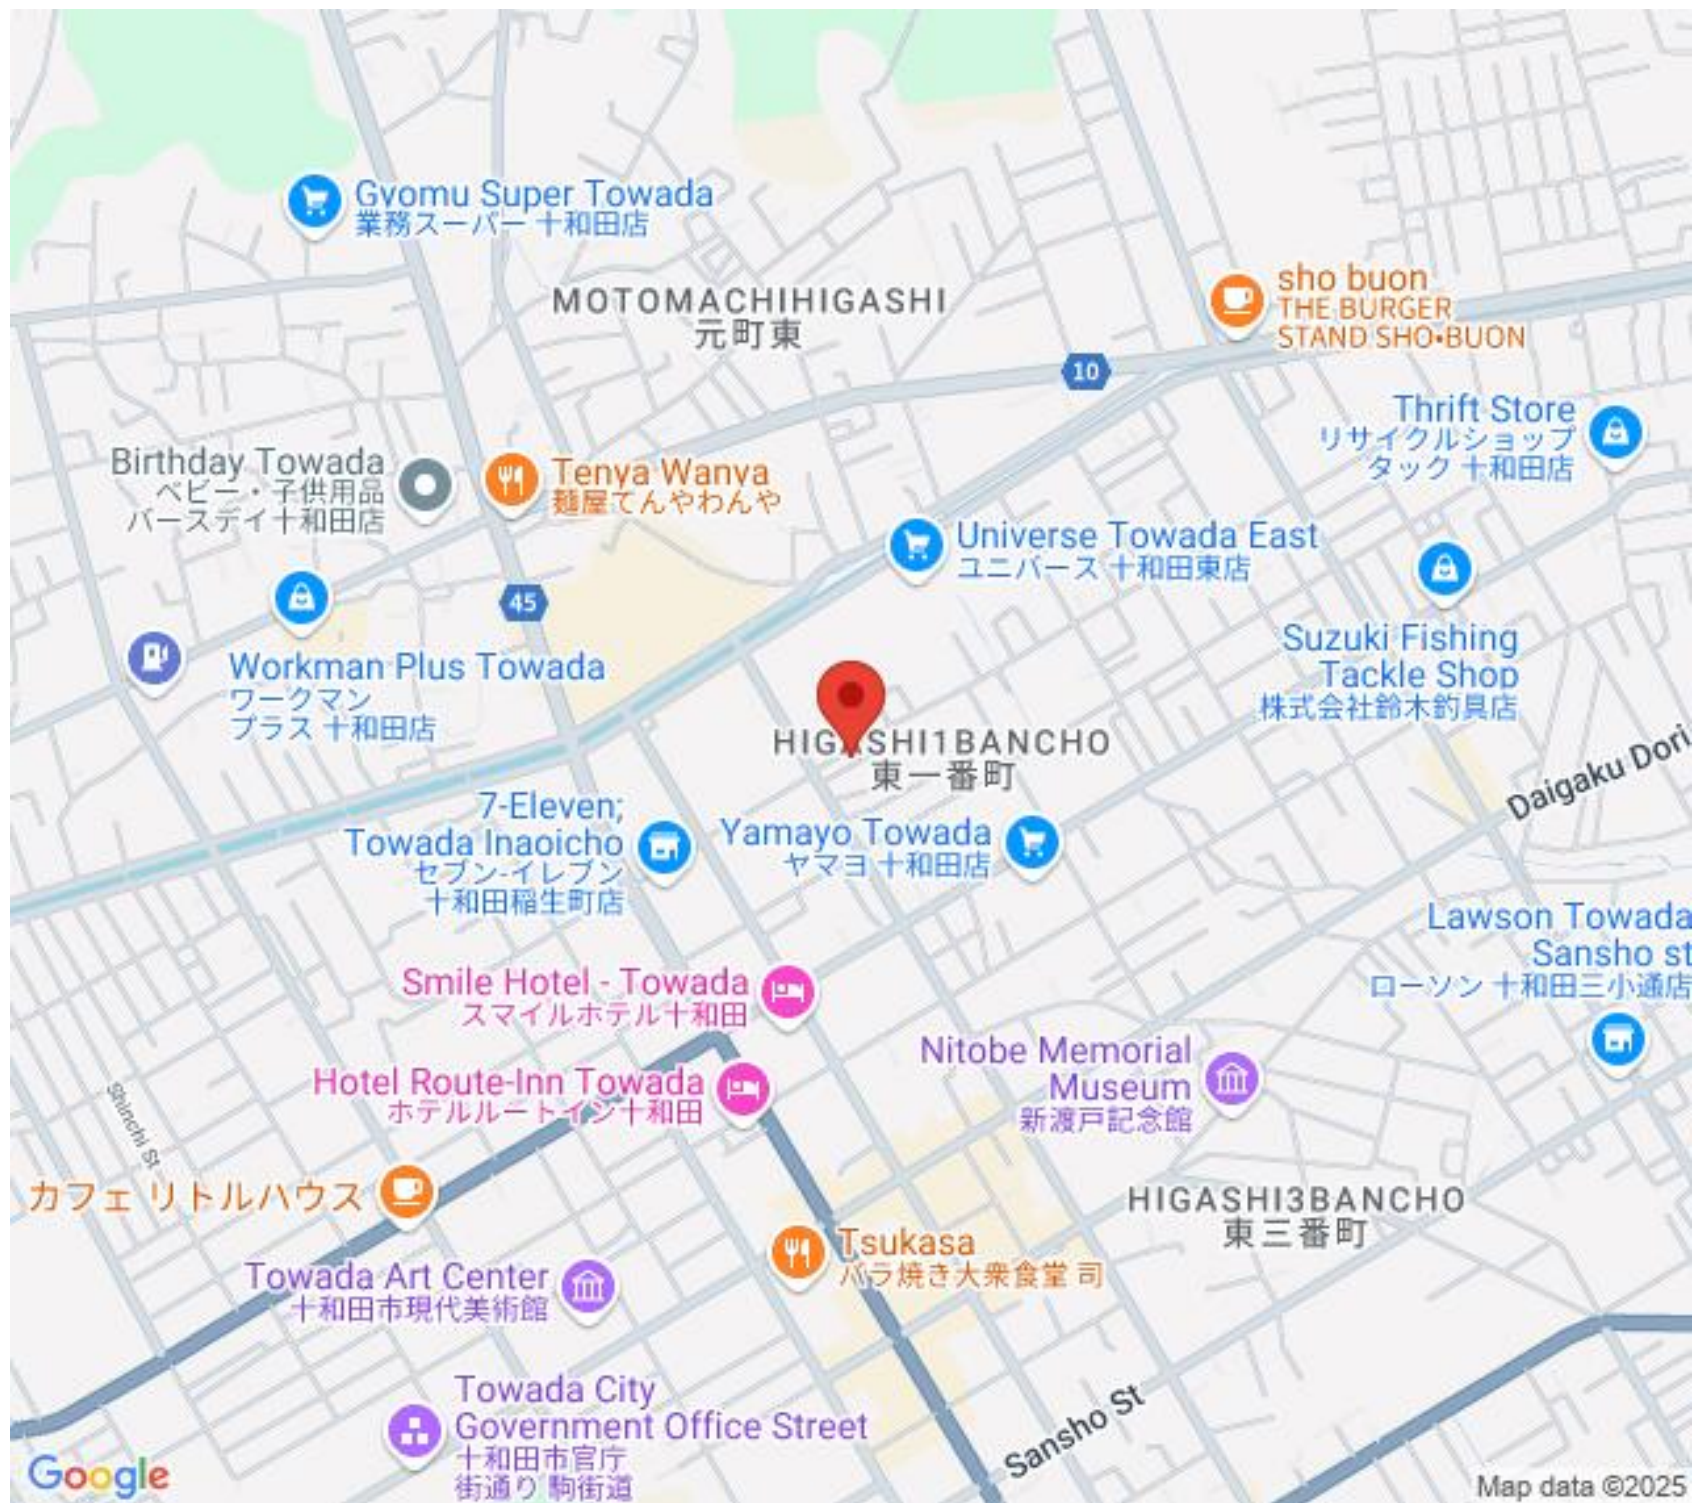 Gyomu Super Towada
業務スーパー 十和田店
MOTOMACHIHIGASHI
元町東
sho buon
THE BURGER
STAND SHO•BUON
10
Thrift Store
リサイクルショップ
タック 十和田店
Birthday Towada
ベビー・子供用品
バースデイ十和田店
Tenya Wanya
麺屋てんやわんや
Universe Towada East
ユニバース 十和田東店
45
Workman Plus Towada
ワークマン
プラス 十和田店
Suzuki Fishing
Tackle Shop
株式会社鈴木釣具店
HIGASHI1BANCHO
東一番町
Daigaku Dori
7-Eleven;
Towada Inaoicho
セブン-イレブン
十和田稲生町店
Yamayo Towada
ヤマヨ 十和田店
Lawson Towada
Sansho st
ローソン 十和田三小通店
Smile Hotel - Towada
スマイルホテル十和田
Nitobe Memorial
Museum
新渡戸記念館
Hotel Route-Inn Towada
ホテルルートイン十和田
Shinchi St
カフェ リトルハウス
HIGASHI3BANCHO
東三番町
Tsukasa
バラ焼き大衆食堂 司
Towada Art Center
十和田市現代美術館
Towada City
Government Office Street
十和田市官庁
街通り 駒街道
Sansho St
Google
Map data ©2025